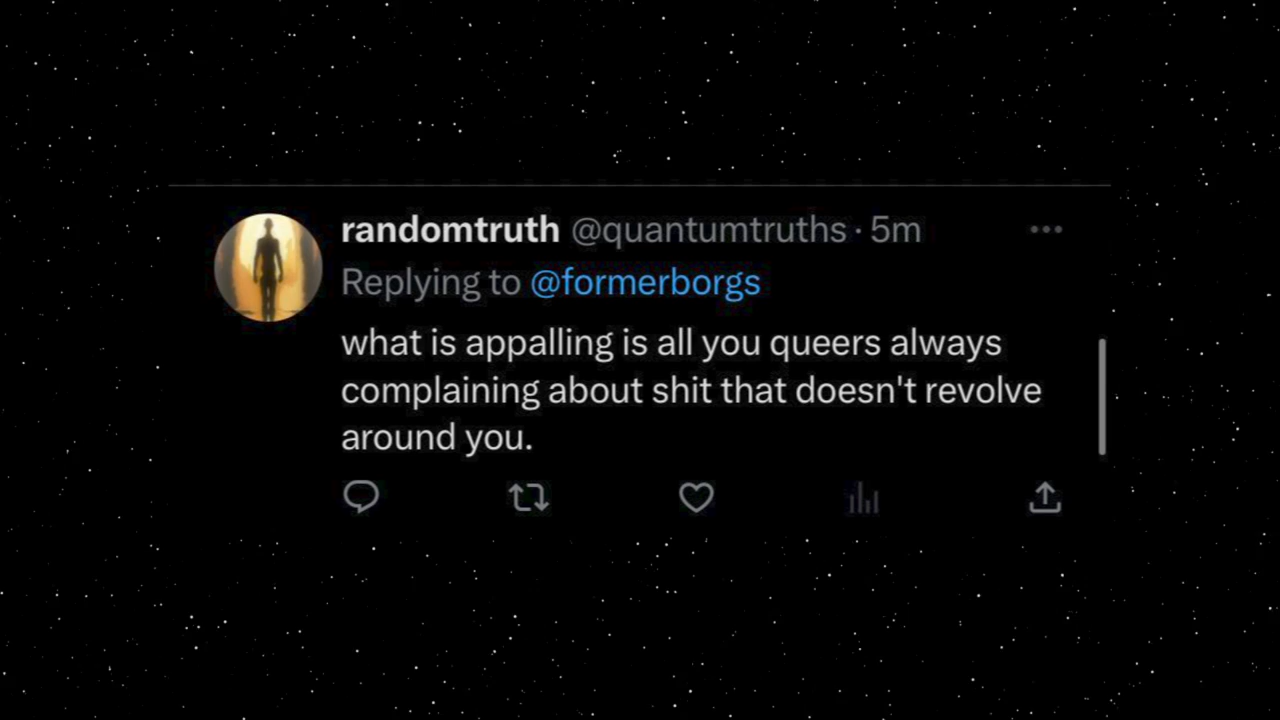 randomtruth @quantumtruths · 5m
Replying to @formerborgs
what is appalling is all you queers always
complaining about shit that doesn't revolve
around you.